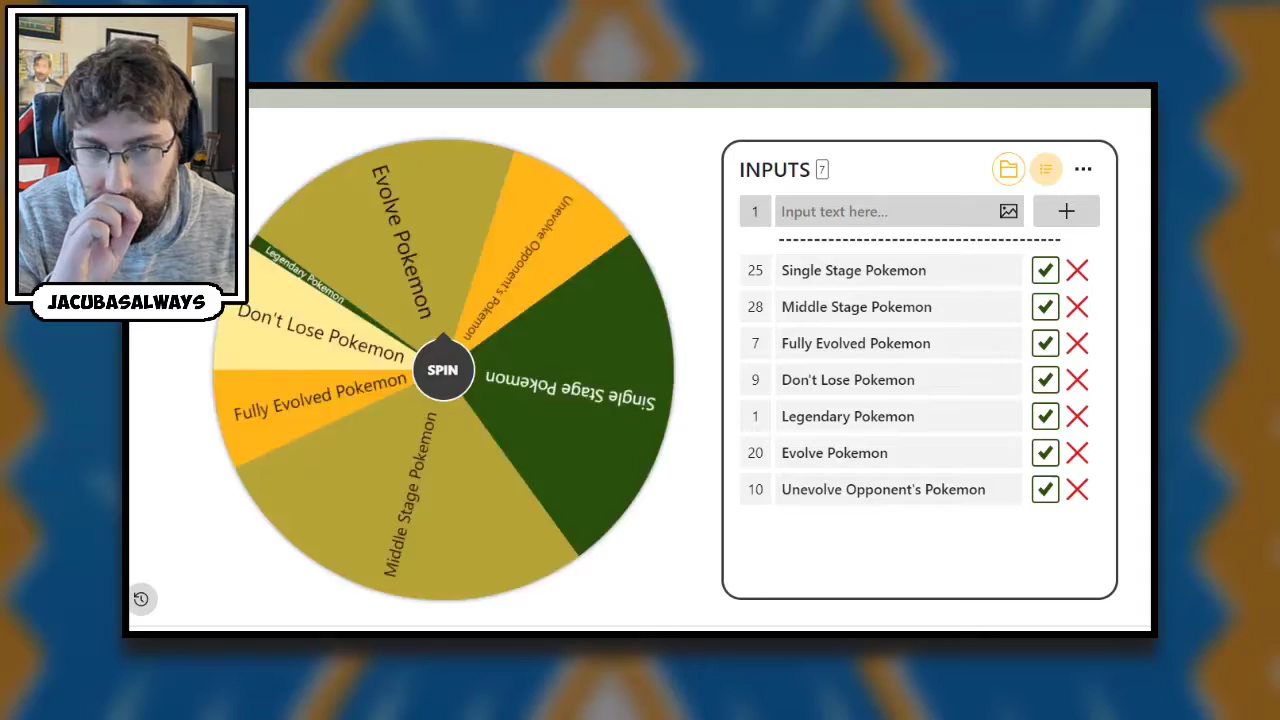 JACUBASALWAYS
Evolve Pokemon
Unevolve Opponent's Pokemon
Legendary Pokemon
Don't Lose Pokemon
Fully Evolved Pokemon
Middle Stage Pokemon
Single Stage Pokemon
SPIN
INPUTS 7
1 Input text here...
25 Single Stage Pokemon
28 Middle Stage Pokemon
7 Fully Evolved Pokemon
9 Don't Lose Pokemon
1 Legendary Pokemon
20 Evolve Pokemon
10 Unevolve Opponent's Pokemon